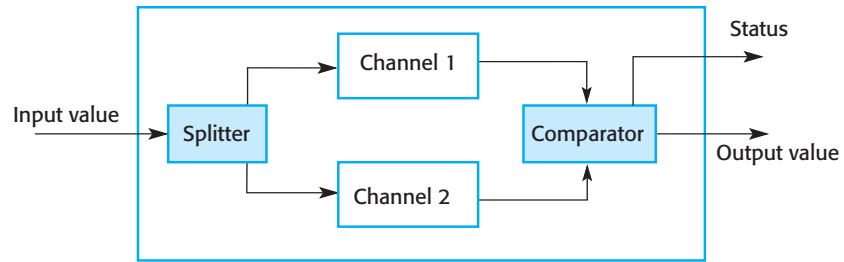 Status
Channel 1
Input value
Splitter
Comparator
Output value
Channel 2